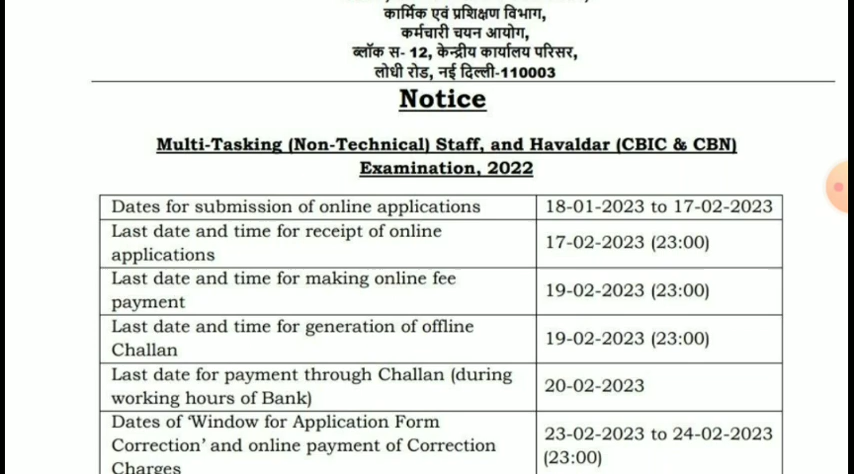 कार्मिक एवं प्रशिक्षण विभाग,
कर्मचारी चयन आयोग,
ब्लॉक स- 12, केन्द्रीय कार्यालय परिसर,
लोधी रोड, नई दिल्ली-110003
Notice
Multi-Tasking (Non-Technical) Staff, and Havaldar (CBIC & CBN)
Examination, 2022
Dates for submission of online applications 18-01-2023 to 17-02-2023
Last date and time for receipt of online
applications 17-02-2023 (23:00)
Last date and time for making online fee
payment 19-02-2023 (23:00)
Last date and time for generation of offline
Challan 19-02-2023 (23:00)
Last date for payment through Challan (during
working hours of Bank) 20-02-2023
Dates of ‘Window for Application Form
Correction’ and online payment of Correction
Charges 23-02-2023 to 24-02-2023
(23:00)